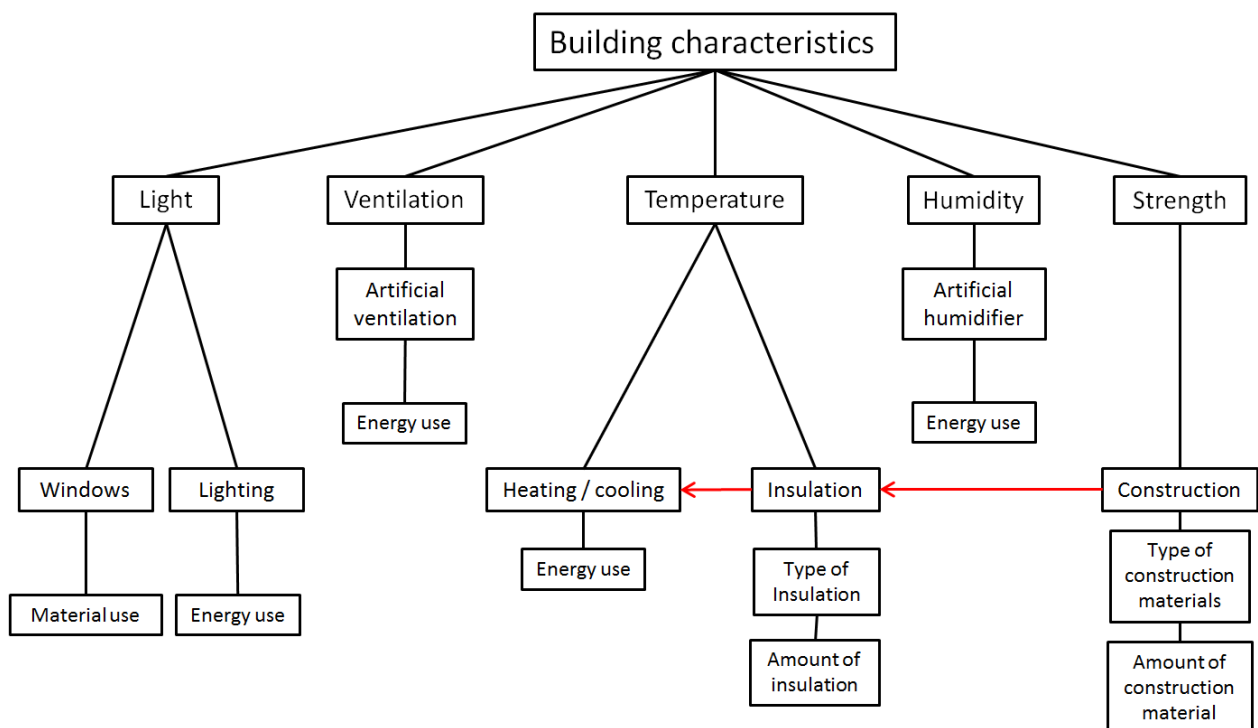 Building characteristics
Light
Ventilation
Temperature
Humidity
Strength
Artificial
ventilation
Artificial
humidifier
Energy use
Energy use
Windows
Lighting
Heating / cooling
Insulation
Construction
Energy use
Type of
Insulation
Type of
construction
materials
Material use
Energy use
Amount of
insulation
Amount of
construction
material